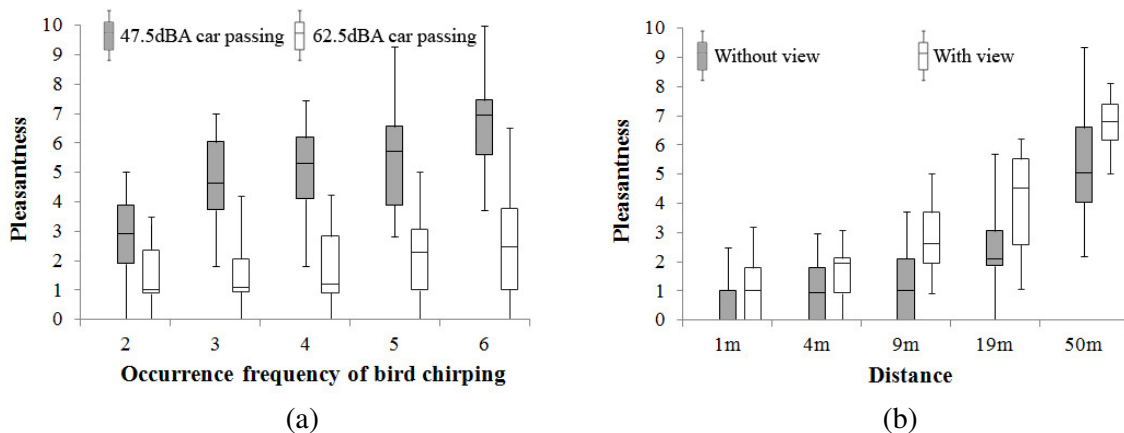 47.5dBA car passing 62.5dBA car passing
Pleasantness
10
9
8
7
6
5
4
3
2
1
0
2 3 4 5 6
Occurrence frequency of bird chirping
(a)
Without view With view
Pleasantness
10
9
8
7
6
5
4
3
2
1
0
1m 4m 9m 19m 50m
Distance
(b)